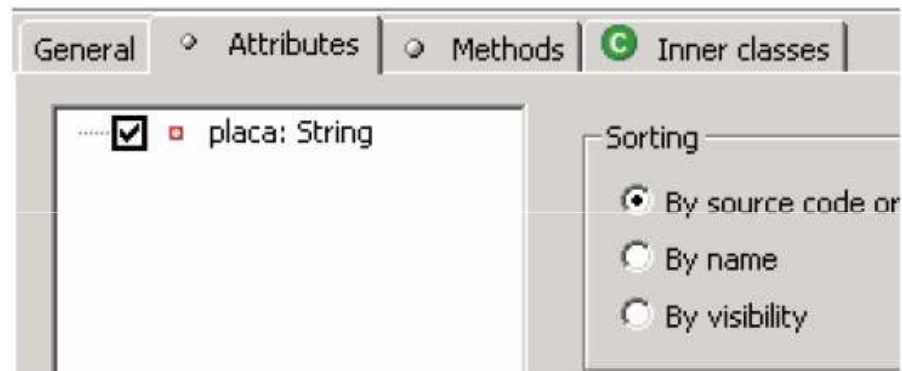 General Attributes Methods C Inner classes
placa: String
Sorting
By source code or
By name
By visibility